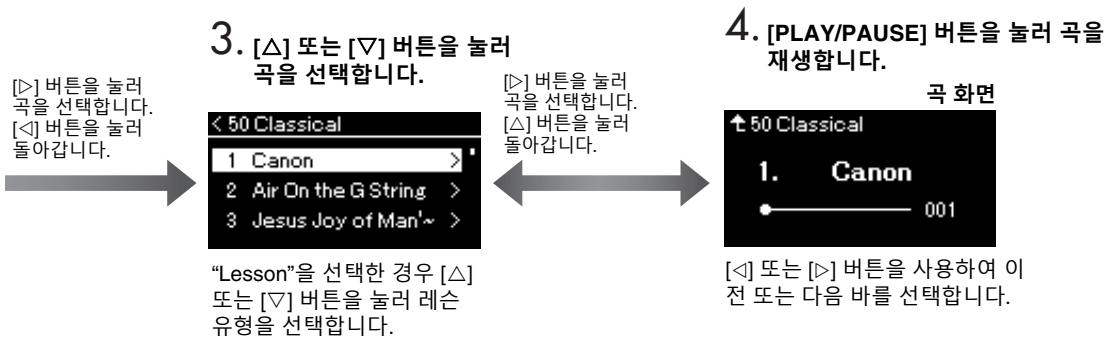 [▷] 버튼을 눌러
곡을 선택합니다.
[◁] 버튼을 눌러
돌아갑니다.
3. [△] 또는 [▽] 버튼을 눌러
곡을 선택합니다.
< 50 Classical
1 Canon >
2 Air On the G String >
3 Jesus Joy of Man'~ >
“Lesson”을 선택한 경우 [△]
또는 [▽] 버튼을 눌러 레슨
유형을 선택합니다.
[▷] 버튼을 눌러
곡을 선택합니다.
[△] 버튼을 눌러
돌아갑니다.
4. [PLAY/PAUSE] 버튼을 눌러 곡을
재생합니다.
곡 화면
50 Classical
1. Canon
001
[◁] 또는 [▷] 버튼을 사용하여 이
전 또는 다음 바를 선택합니다.